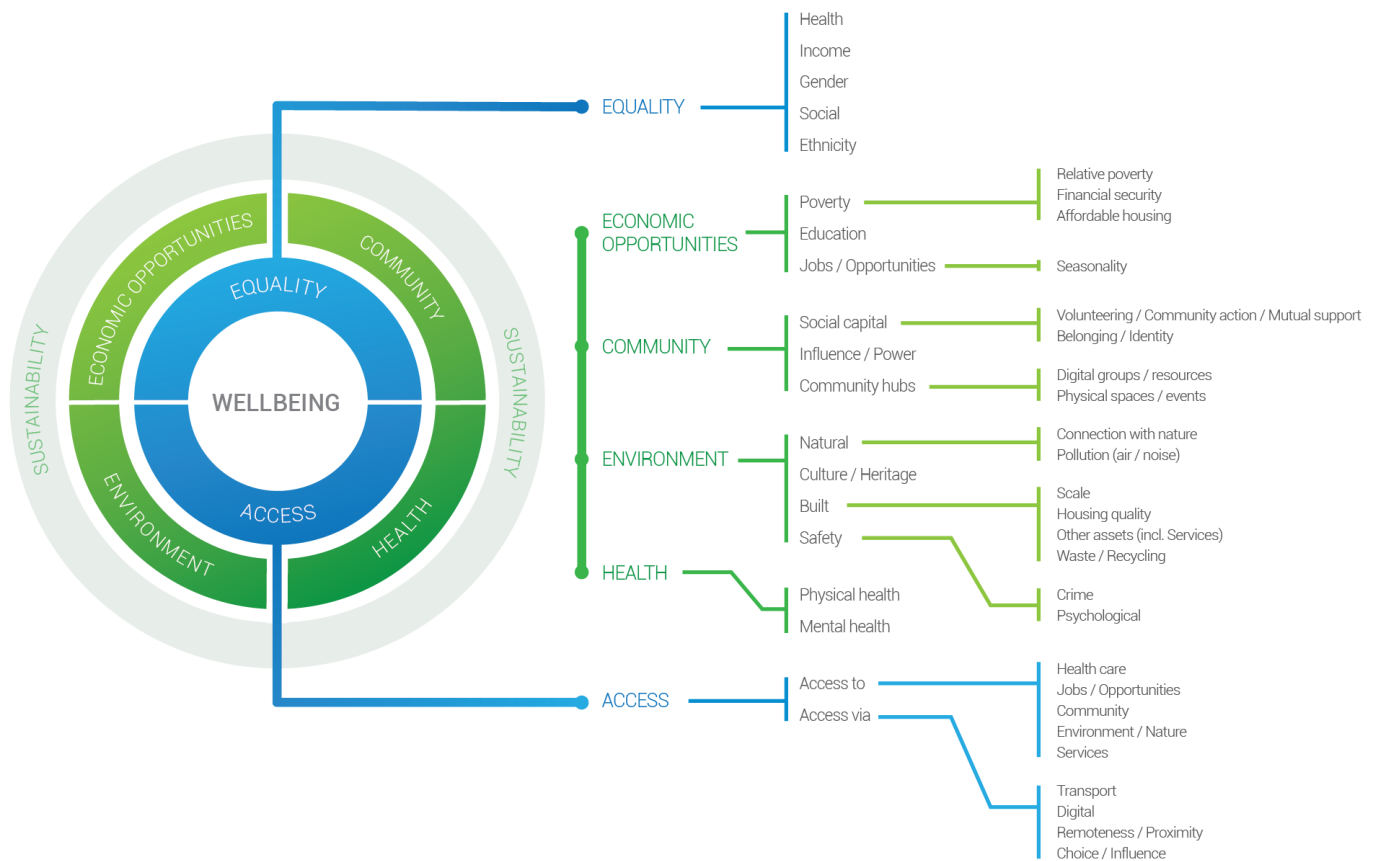 SUSTAINABILITY
SUSTAINABILITY
ECONOMIC OPPORTUNITIES
COMMUNITY
ENVIRONMENT
HEALTH
EQUALITY
ACCESS
WELLBEING
EQUALITY
Health
Income
Gender
Social
Ethnicity
ECONOMIC
OPPORTUNITIES
Poverty
Education
Jobs / Opportunities
Relative poverty
Financial security
Affordable housing
Seasonality
COMMUNITY
Social capital
Influence / Power
Community hubs
Volunteering / Community action / Mutual support
Belonging / Identity
Digital groups / resources
Physical spaces / events
ENVIRONMENT
Natural
Culture / Heritage
Built
Safety
Connection with nature
Pollution (air / noise)
Scale
Housing quality
Other assets (incl. Services)
Waste / Recycling
Crime
Psychological
HEALTH
Physical health
Mental health
ACCESS
Access to
Access via
Health care
Jobs / Opportunities
Community
Environment / Nature
Services
Transport
Digital
Remoteness / Proximity
Choice / Influence